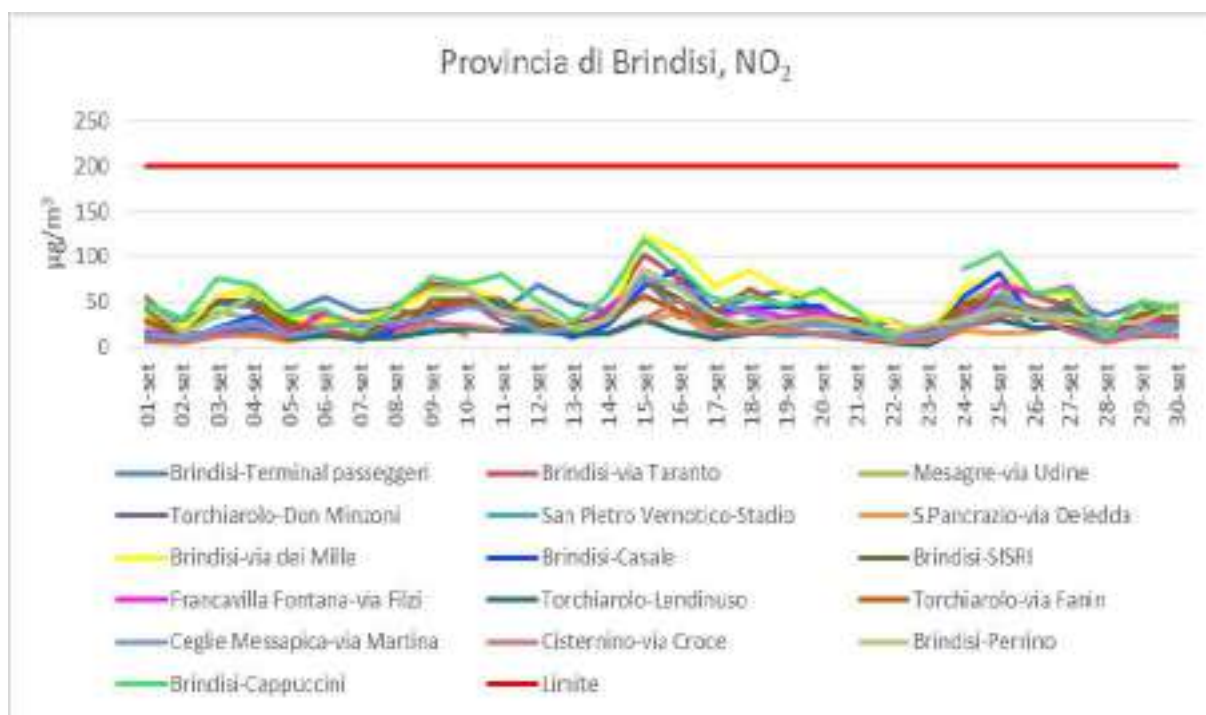 Provincia di Brindisi, NO₂
µg/m³
250
200
150
100
50
0
01-set
02-set
03-set
04-set
05-set
06-set
07-set
08-set
09-set
10-set
11-set
12-set
13-set
14-set
15-set
16-set
17-set
18-set
19-set
20-set
21-set
22-set
23-set
24-set
25-set
26-set
27-set
28-set
29-set
30-set
Brindisi-Terminal passeggeri Brindisi-via Taranto Mesagne-via Udine
Torchiarolo-Don Minzoni San Pietro Vernotico-Stadio S.Pancrazio-via Deledda
Brindisi-via dei Mille Brindisi-Casale Brindisi-SISRI
Francavilla Fontana-via Filzi Torchiarolo-Lendinuso Torchiarolo-via Fanin
Ceglie Messapica-via Martina Cisternino-via Croce Brindisi-Perrino
Brindisi-Cappuccini Limite